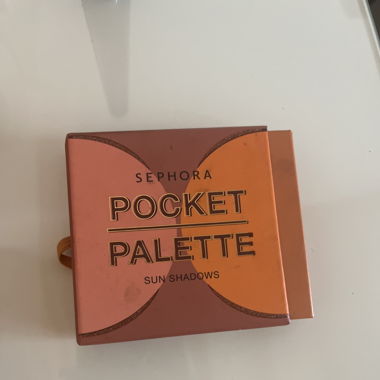 SEPHORA
POCKET
PALETTE
SUN SHADOWS